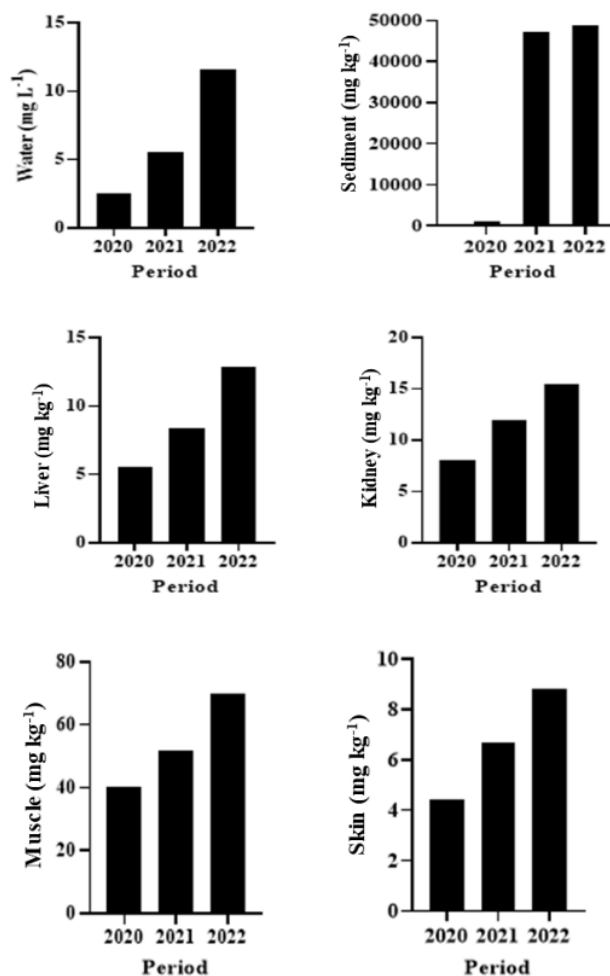 Water (mg L-1)
15
10
5
0
2020 2021 2022
Period
Sediment (mg kg-1)
50000
40000
30000
20000
10000
0
2020 2021 2022
Period
Liver (mg kg-1)
15
10
5
0
2020 2021 2022
Period
Kidney (mg kg-1)
20
15
10
5
0
2020 2021 2022
Period
Muscle (mg kg-1)
80
60
40
20
0
2020 2021 2022
Period
Skin (mg kg-1)
10
8
6
4
2
0
2020 2021 2022
Period